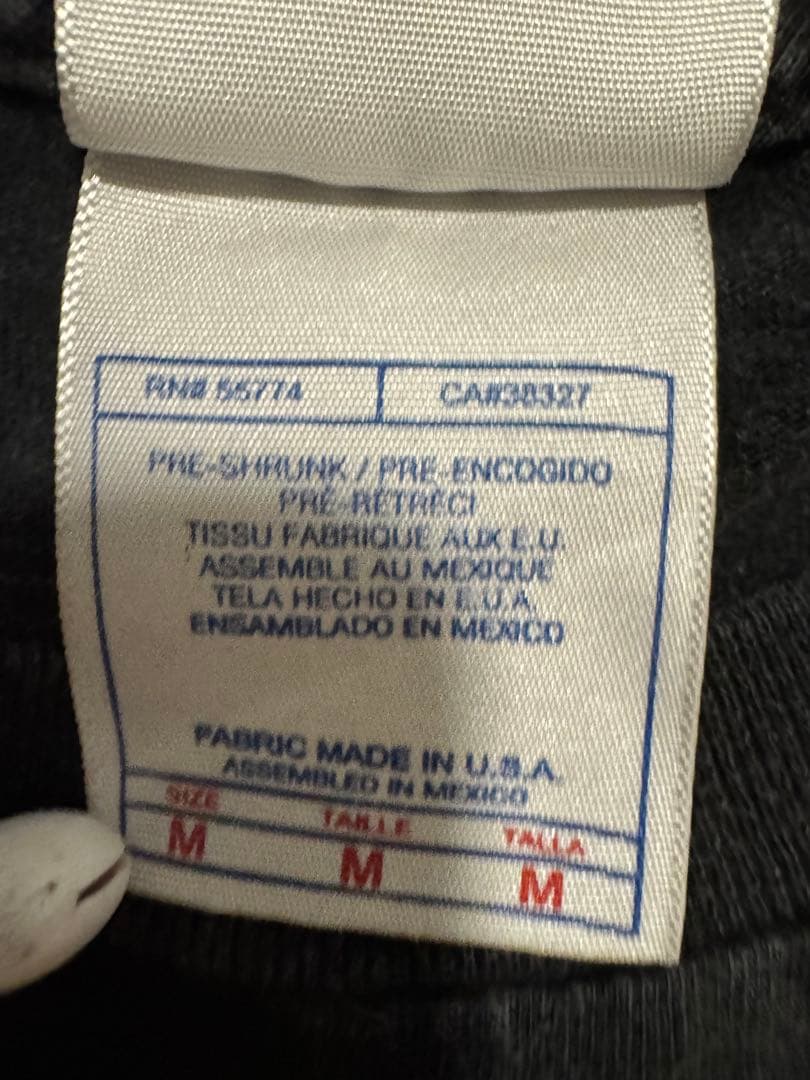 RN# 55774 CA#38327
PRE-SHRUNK / PRE-ENCOGIDO
PRÉ-RÉTRÉCI
TISSU FABRIQUE AUX E.U.
ASSEMBLE AU MEXIQUE
TELA HECHO EN E.U.A.
ENSAMBLADO EN MEXICO
FABRIC MADE IN U.S.A.
ASSEMBLED IN MEXICO
SIZE TAILLE TALLA
M M M